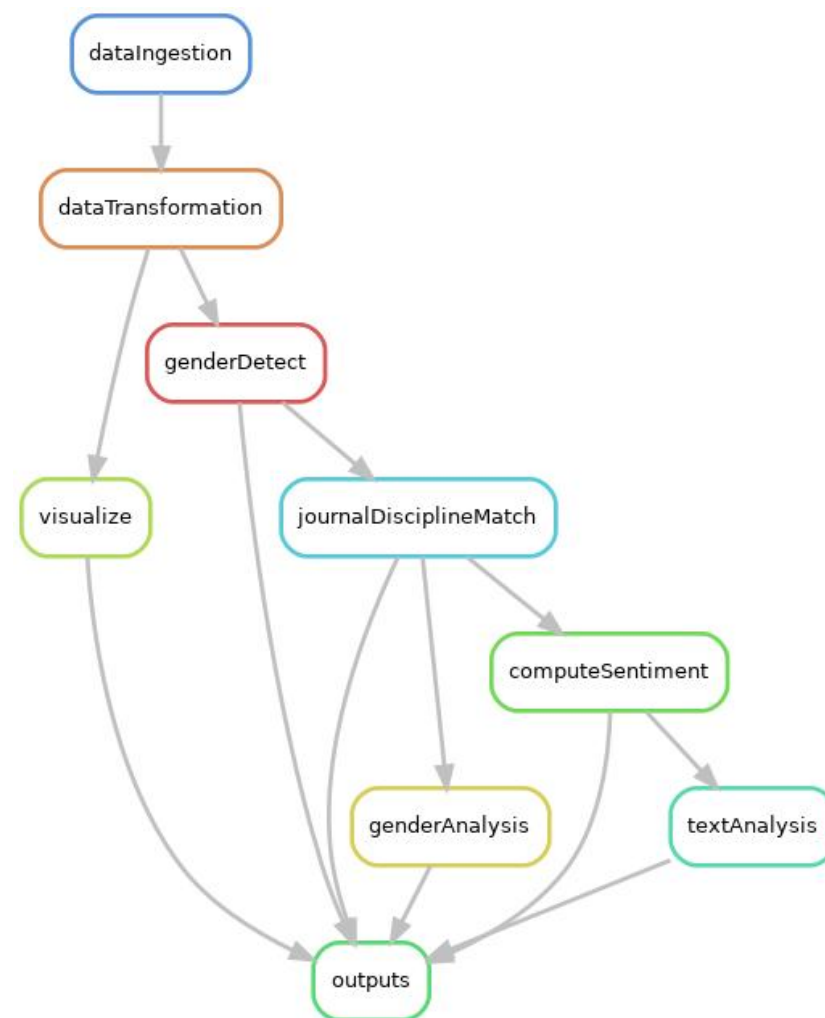 dataIngestion
dataTransformation
genderDetect
visualize
journalDisciplineMatch
computeSentiment
genderAnalysis
textAnalysis
outputs